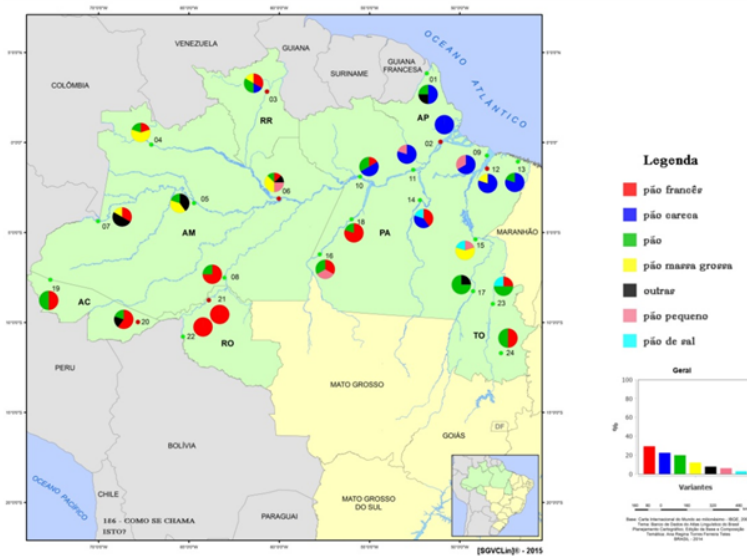 OCEANO ATLÂNTICO
VENEZUELA
GUIANA
SURINAME
GUIANA
FRANCESA
COLÔMBIA
RR
AP
01
02
03
04
05
06
07
08
09
10
11
12
13
14
15
16
17
18
19
20
21
22
23
24
AM
PA
MARANHÃO
AC
RO
TO
PERU
MATO GROSSO
BOLÍVIA
DF
GOIÁS
OCEANO PACÍFICO
CHILE
MATO GROSSO
DO SUL
PARAGUAI
186 - COMO SE CHAMA
ISTO?
[SGVCLin]® - 2015
Legenda
pão francês
pão careca
pão
pão massa grossa
outras
pão pequeno
pão de sal
Geral
%
100
80
60
40
20
0
Variantes